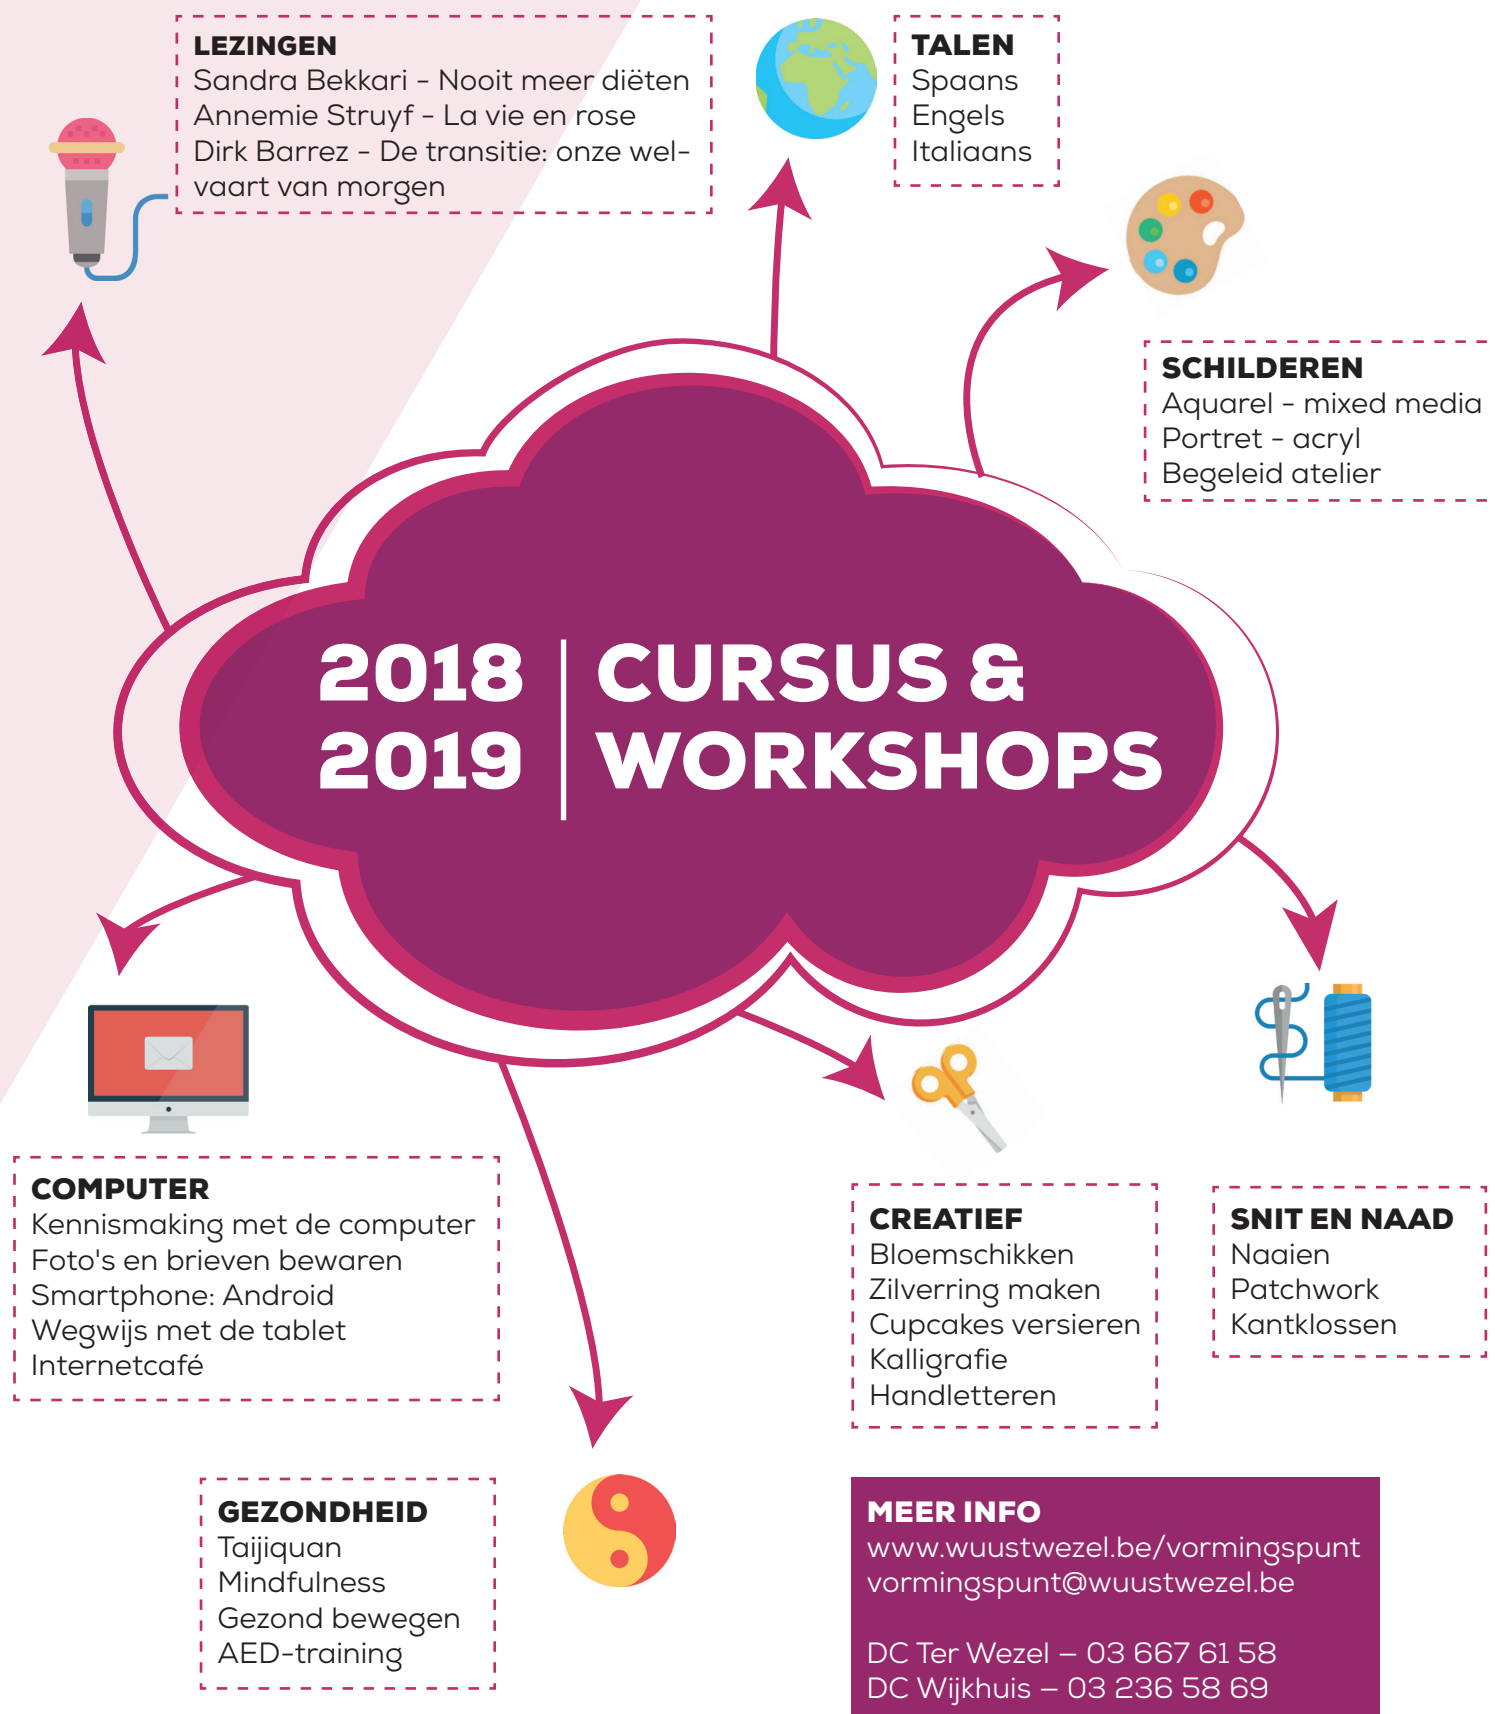 LEZINGEN
Sandra Bekkari - Nooit meer diëten
Annemie Struyf - La vie en rose
Dirk Barrez - De transitie: onze wel-
vaart van morgen
TALEN
Spaans
Engels
Italiaans
SCHILDEREN
Aquarel - mixed media
Portret - acryl
Begeleid atelier
2018
2019
CURSUS &
WORKSHOPS
COMPUTER
Kennismaking met de computer
Foto's en brieven bewaren
Smartphone: Android
Wegwijs met de tablet
Internetcafé
CREATIEF
Bloemschikken
Zilverring maken
Cupcakes versieren
Kalligrafie
Handletteren
SNIT EN NAAD
Naaien
Patchwork
Kantklossen
GEZONDHEID
Taijiquan
Mindfulness
Gezond bewegen
AED-training
MEER INFO
www.wuustwezel.be/vormingspunt
vormingspunt@wuustwezel.be
DC Ter Wezel – 03 667 61 58
DC Wijkhuis – 03 236 58 69